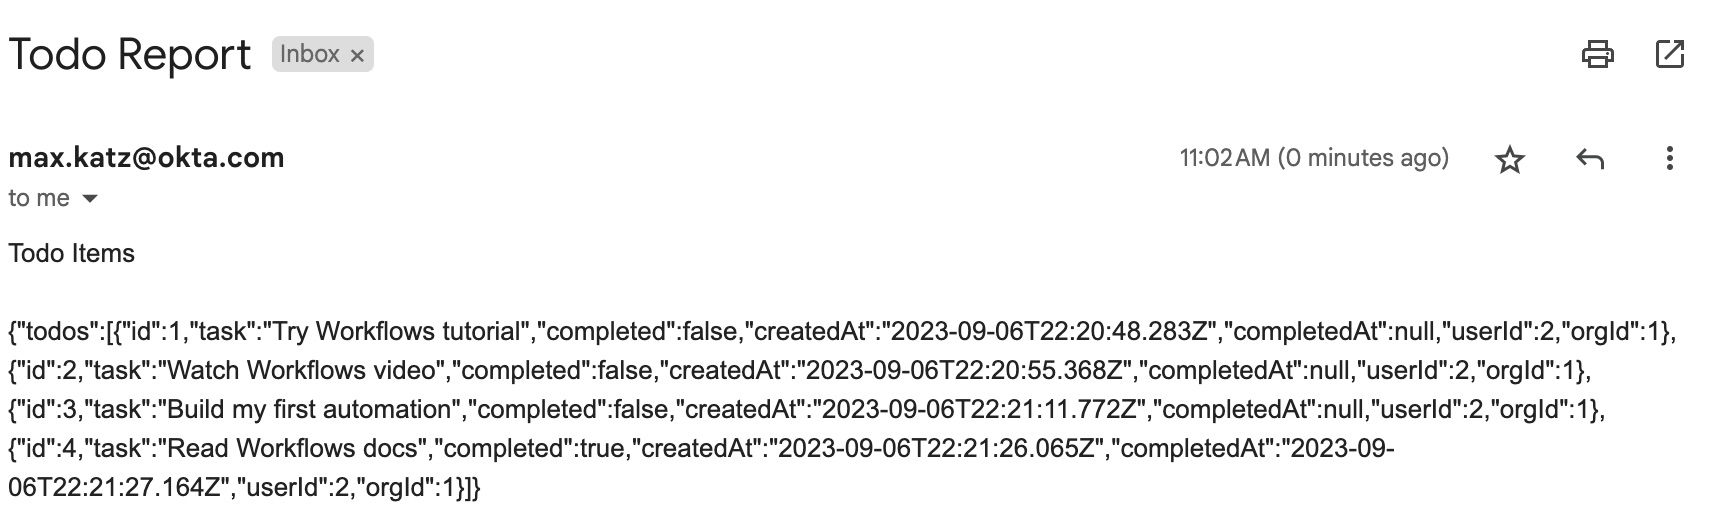 Todo Report Inbox ×
max.katz@okta.com 11:02 AM (0 minutes ago)
to me
Todo Items
{"todos":[{"id":1,"task":"Try Workflows tutorial","completed":false,"createdAt":"2023-09-06T22:20:48.283Z","completedAt":null,"userId":2,"orgId":1},
{"id":2,"task":"Watch Workflows video","completed":false,"createdAt":"2023-09-06T22:20:55.368Z","completedAt":null,"userId":2,"orgId":1},
{"id":3,"task":"Build my first automation","completed":false,"createdAt":"2023-09-06T22:21:11.772Z","completedAt":null,"userId":2,"orgId":1},
{"id":4,"task":"Read Workflows docs","completed":true,"createdAt":"2023-09-06T22:21:26.065Z","completedAt":"2023-09-
06T22:21:27.164Z","userId":2,"orgId":1}]}